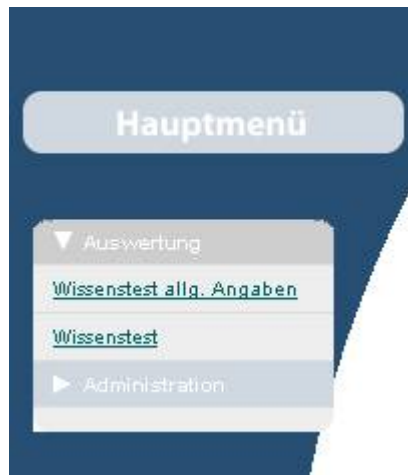 Hauptmenü
Auswertung
Wissenstest allg. Angaben
Wissenstest
Administration